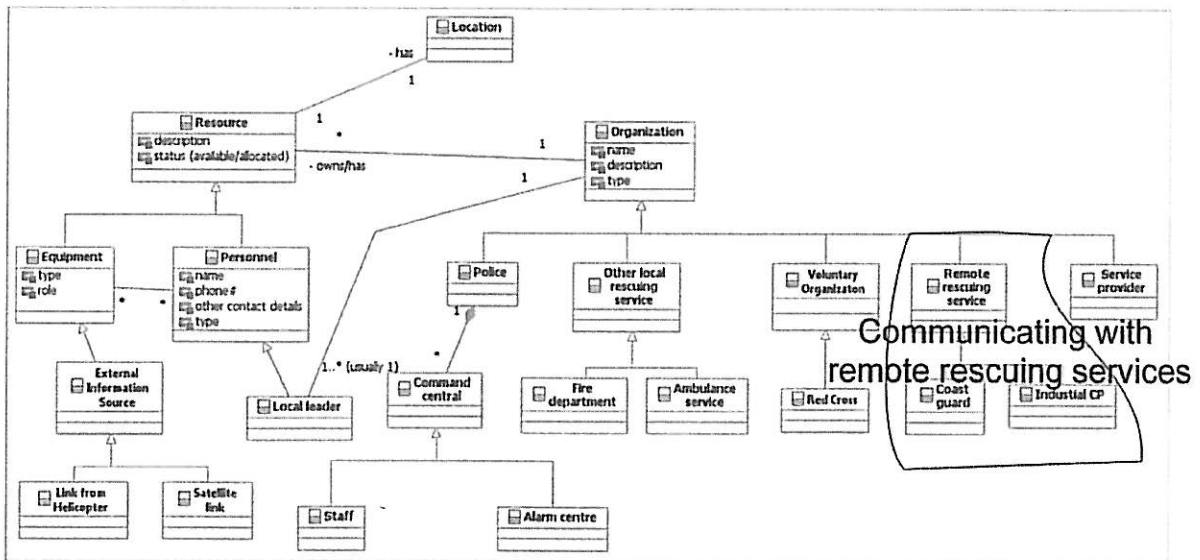 Location
- has
1
1
Resource
description
status (available/allocated)
*
- owns/has
1
1
Organization
name
description
type
Equipment
type
role
*
*
Personnel
name
phone#
other contact details
type
Police
Other local
rescuing
service
Voluntary
Organizaton
Remote
rescuing
service
Service
provider
Communicating with
remote rescuing services
External
Information
Source
Local leader
1..* (usually 1)
1
*
Command
central
Fire
department
Ambulance
service
Red Cross
Coast
guard
Industial CP
Link from
Helicopter
Satellite
link
Staff
Alarm centre